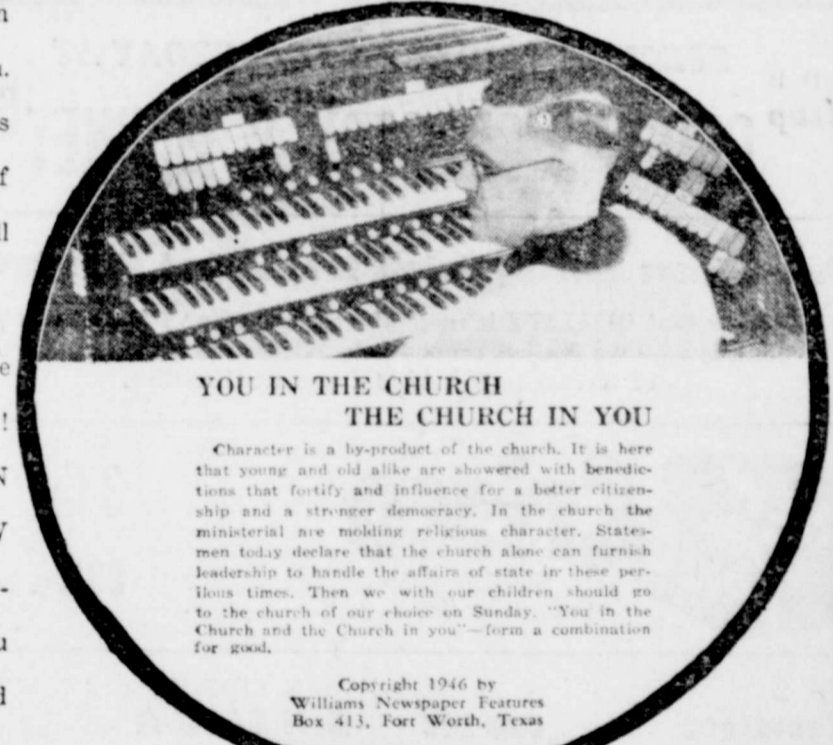 YOU IN THE CHURCH
THE CHURCH IN YOU
Character is a by-product of the church. It is here
that young and old alike are showered with benedic-
tions that fortify and influence for a better citizen-
ship and a stronger democracy. In the church the
ministerial are molding religious character. States-
men today declare that the church alone can furnish
leadership to handle the affairs of state in these per-
ilous times. Then we with our children should go
to the church of our choice on Sunday. "You in the
Church and the Church in you"—form a combination
for good.
Copyright 1946 by
Williams Newspaper Features
Box 413, Fort Worth, Texas